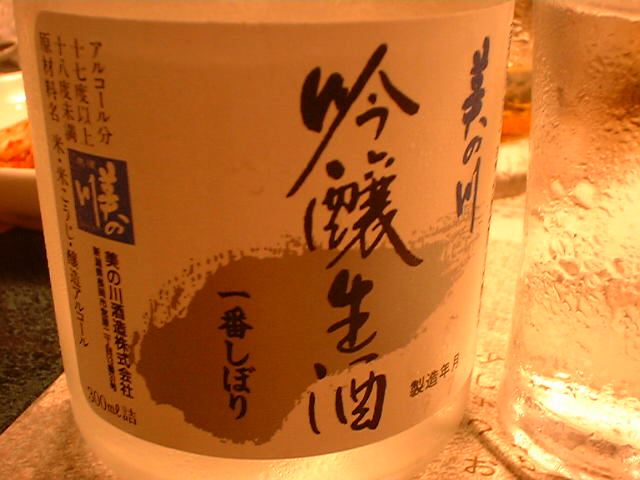 美の川
吟醸生酒
一番しぼり
製造年月
アルコール分
十七度以上
十八度未満
原材料名 米・米こうじ・醸造アルコール
美の川
美の川酒造株式会社
300ml詰